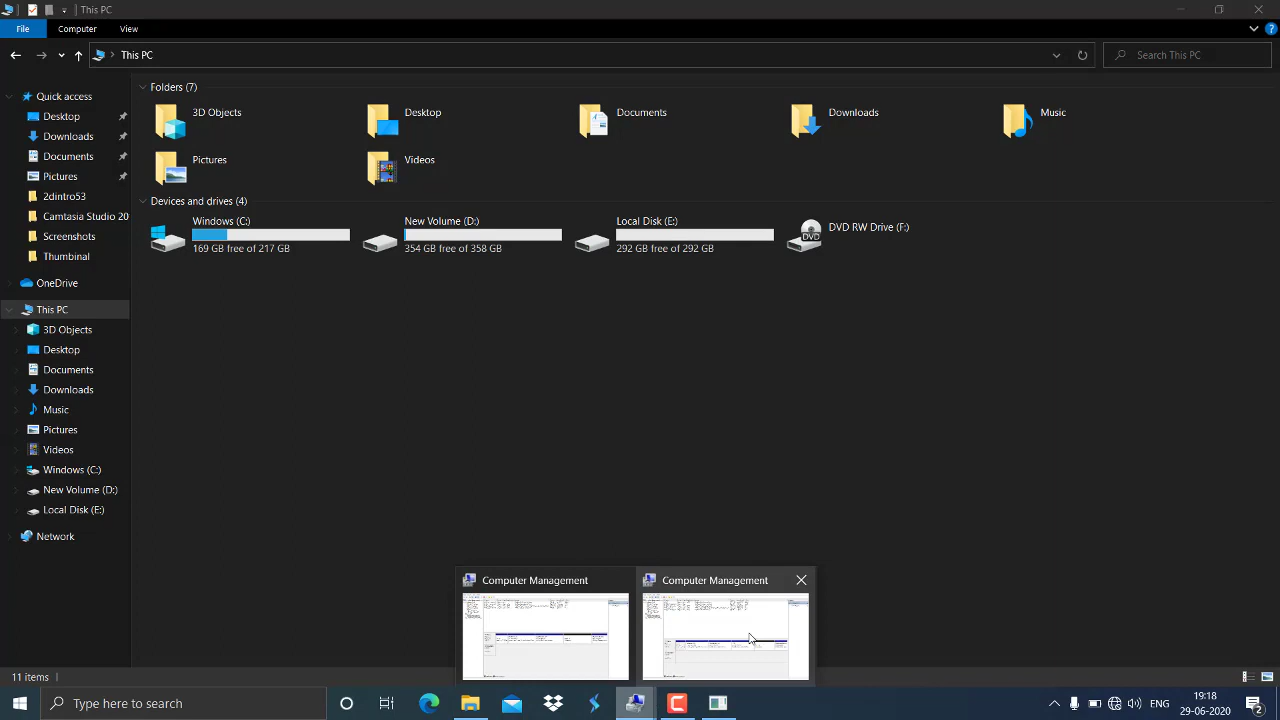 This PC
File
Computer
View
This PC
Search This PC
Quick access
Desktop
Downloads
Documents
Pictures
2dintro53
Camtasia Studio 20
Screenshots
Thumbinal
OneDrive
This PC
3D Objects
Desktop
Documents
Downloads
Music
Pictures
Videos
Windows (C:)
New Volume (D:)
Local Disk (E:)
Network
Folders (7)
3D Objects
Desktop
Documents
Downloads
Music
Pictures
Videos
Devices and drives (4)
Windows (C:)
169 GB free of 217 GB
New Volume (D:)
354 GB free of 358 GB
Local Disk (E:)
292 GB free of 292 GB
DVD
DVD RW Drive (F:)
Computer Management
Computer Management
11 items
Type here to search
ENG
19:18
29-06-2020
2